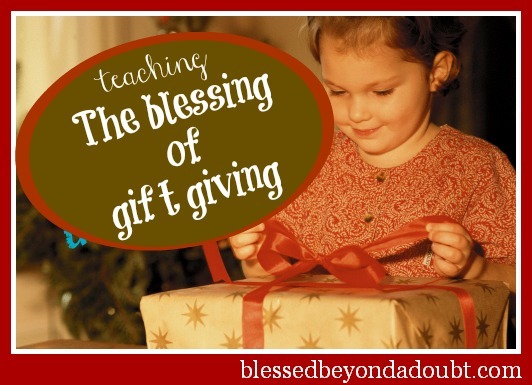 teaching
The blessing
of
gift giving
blessedbeyondadoubt.com